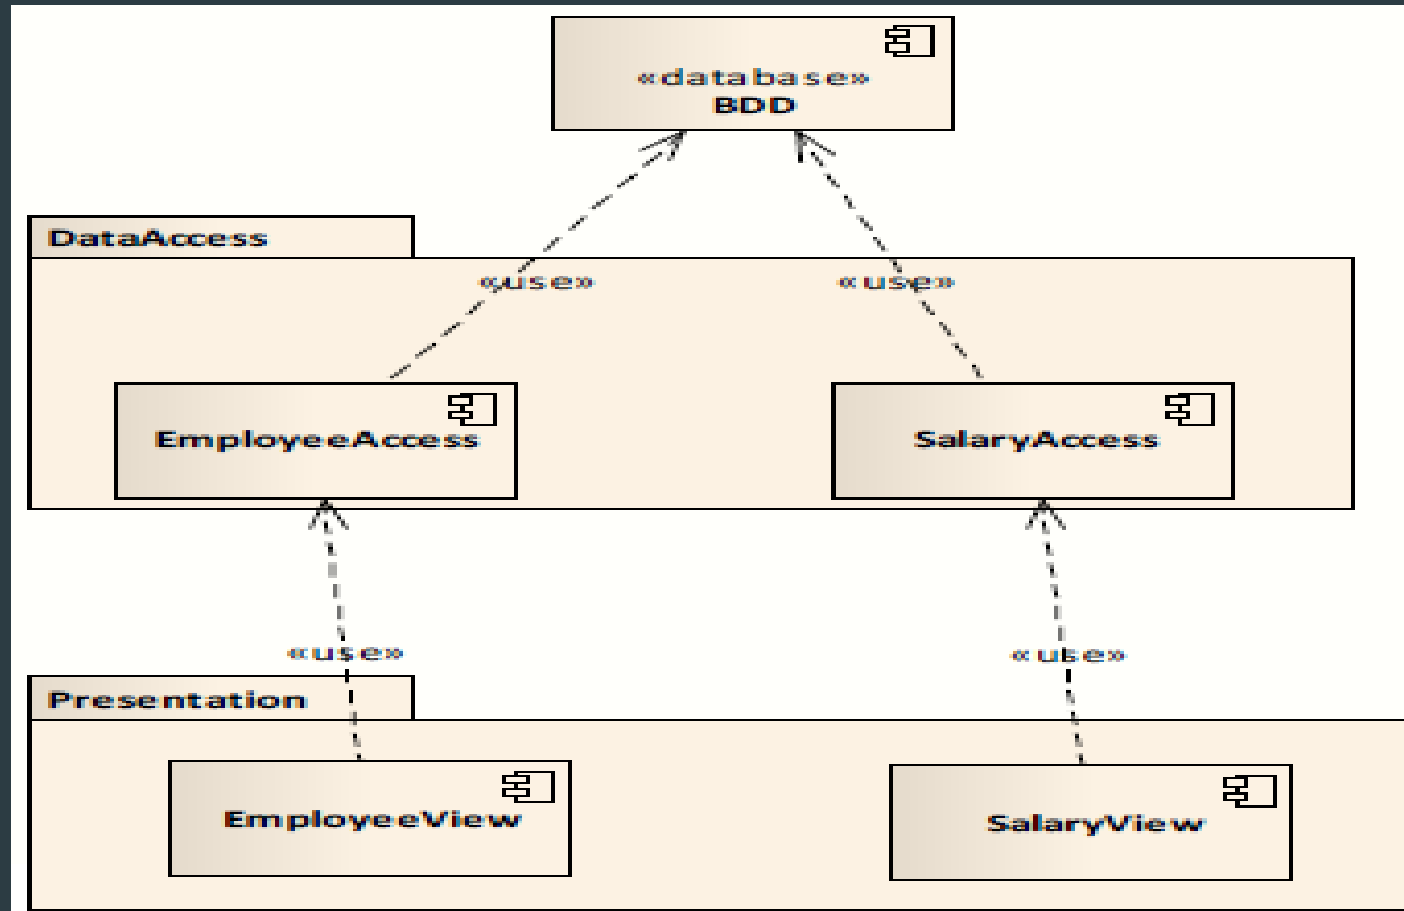 «database»
BDD
DataAccess
«use»
«use»
EmployeeAccess
SalaryAccess
«use»
«use»
Presentation
EmployeeView
SalaryView